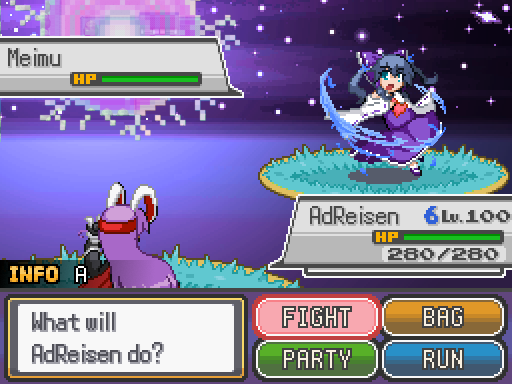 Meimu
HP
AdReisen 6 Lv.100
HP
280/280
INFO A
What will
AdReisen do?
FIGHT
BAG
PARTY
RUN